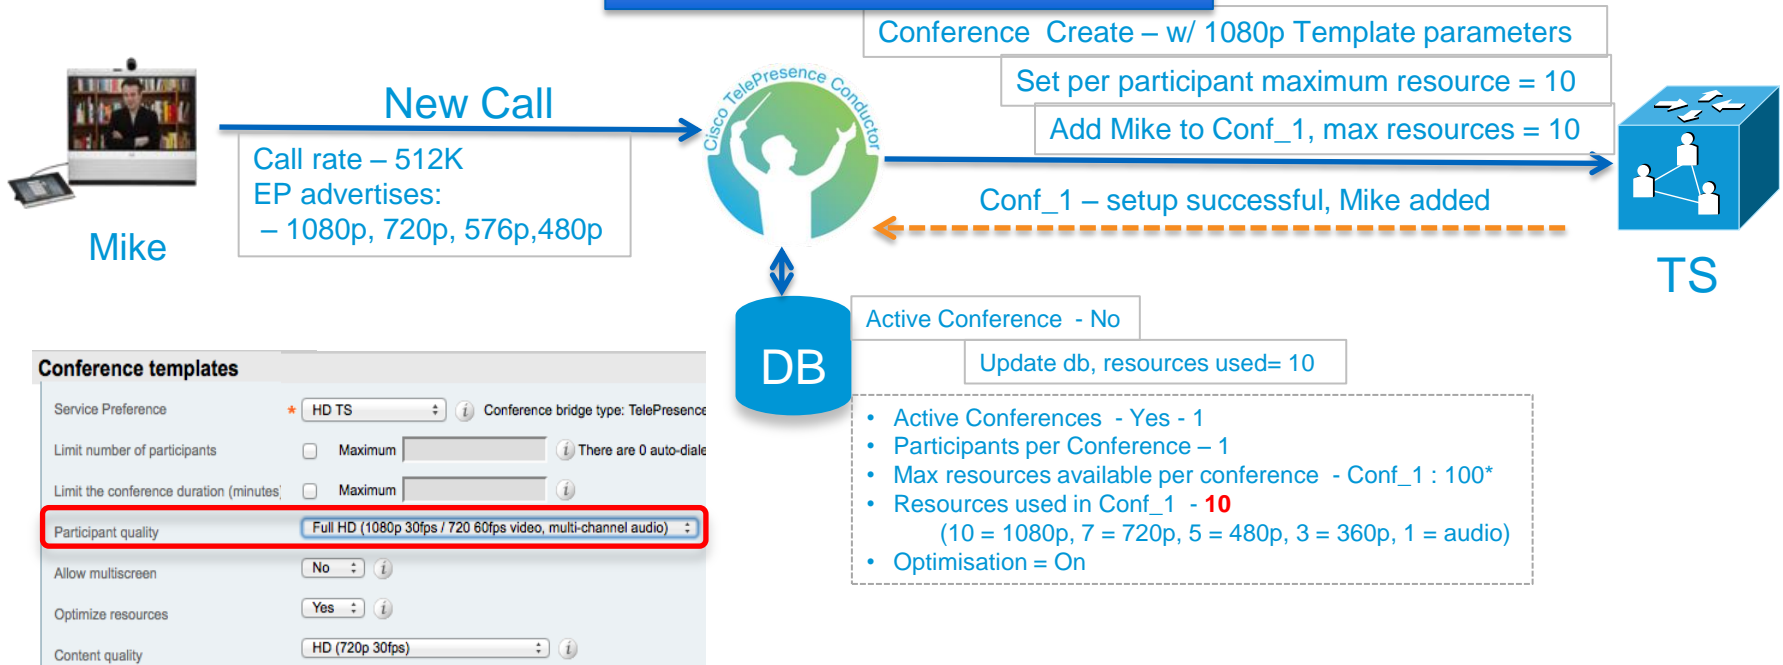 Conference Create – w/ 1080p Template parameters
Set per participant maximum resource = 10
Add Mike to Conf_1, max resources = 10
New Call
Cisco TelePresence Conductor
Call rate – 512K
EP advertises:
– 1080p, 720p, 576p,480p
Mike
Conf_1 – setup successful, Mike added
TS
DB
Active Conference - No
Update db, resources used= 10
• Active Conferences - Yes - 1
• Participants per Conference – 1
• Max resources available per conference - Conf_1 : 100*
• Resources used in Conf_1 - 10
(10 = 1080p, 7 = 720p, 5 = 480p, 3 = 360p, 1 = audio)
• Optimisation = On
Conference templates
Service Preference * HD TS i Conference bridge type: TelePresence
Limit number of participants Maximum i There are 0 auto-diale
Limit the conference duration (minutes) Maximum i
Participant quality Full HD (1080p 30fps / 720 60fps video, multi-channel audio)
Allow multiscreen No i
Optimize resources Yes i
Content quality HD (720p 30fps) i